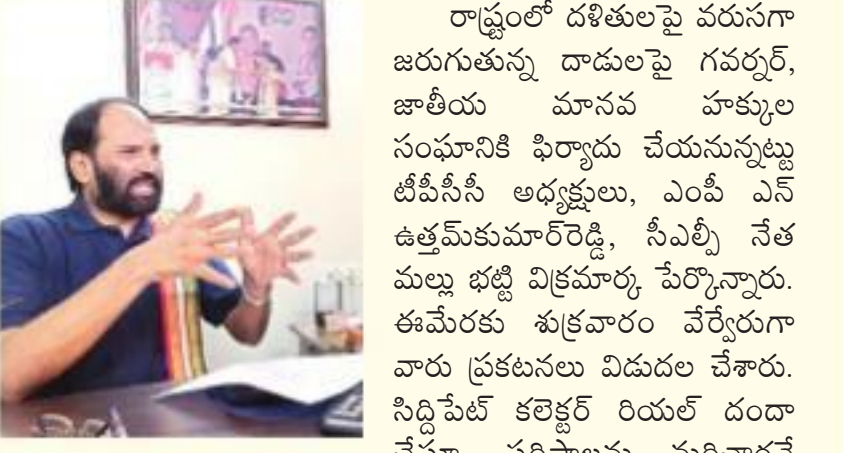 రాష్ట్రంలో దళితులపై వరుసగా
జరుగుతున్న దాడులపై గవర్నర్,
జాతీయ మానవ హక్కుల
సంఘానికి ఫిర్యాదు చేయనున్నట్టు
టీపీసీసీ అధ్యక్షులు, ఎంపీ ఎన్
ఉత్తమ్‌కుమార్‌రెడ్డి, సీఎల్పీ నేత
మల్లు భట్టి విక్రమార్క పేర్కొన్నారు.
ఈమేరకు శుక్రవారం వేర్వేరుగా
వారు ప్రకటనలు విడుదల చేశారు.
సిద్దిపేట్ కలెక్టర్ రియల్ దందా